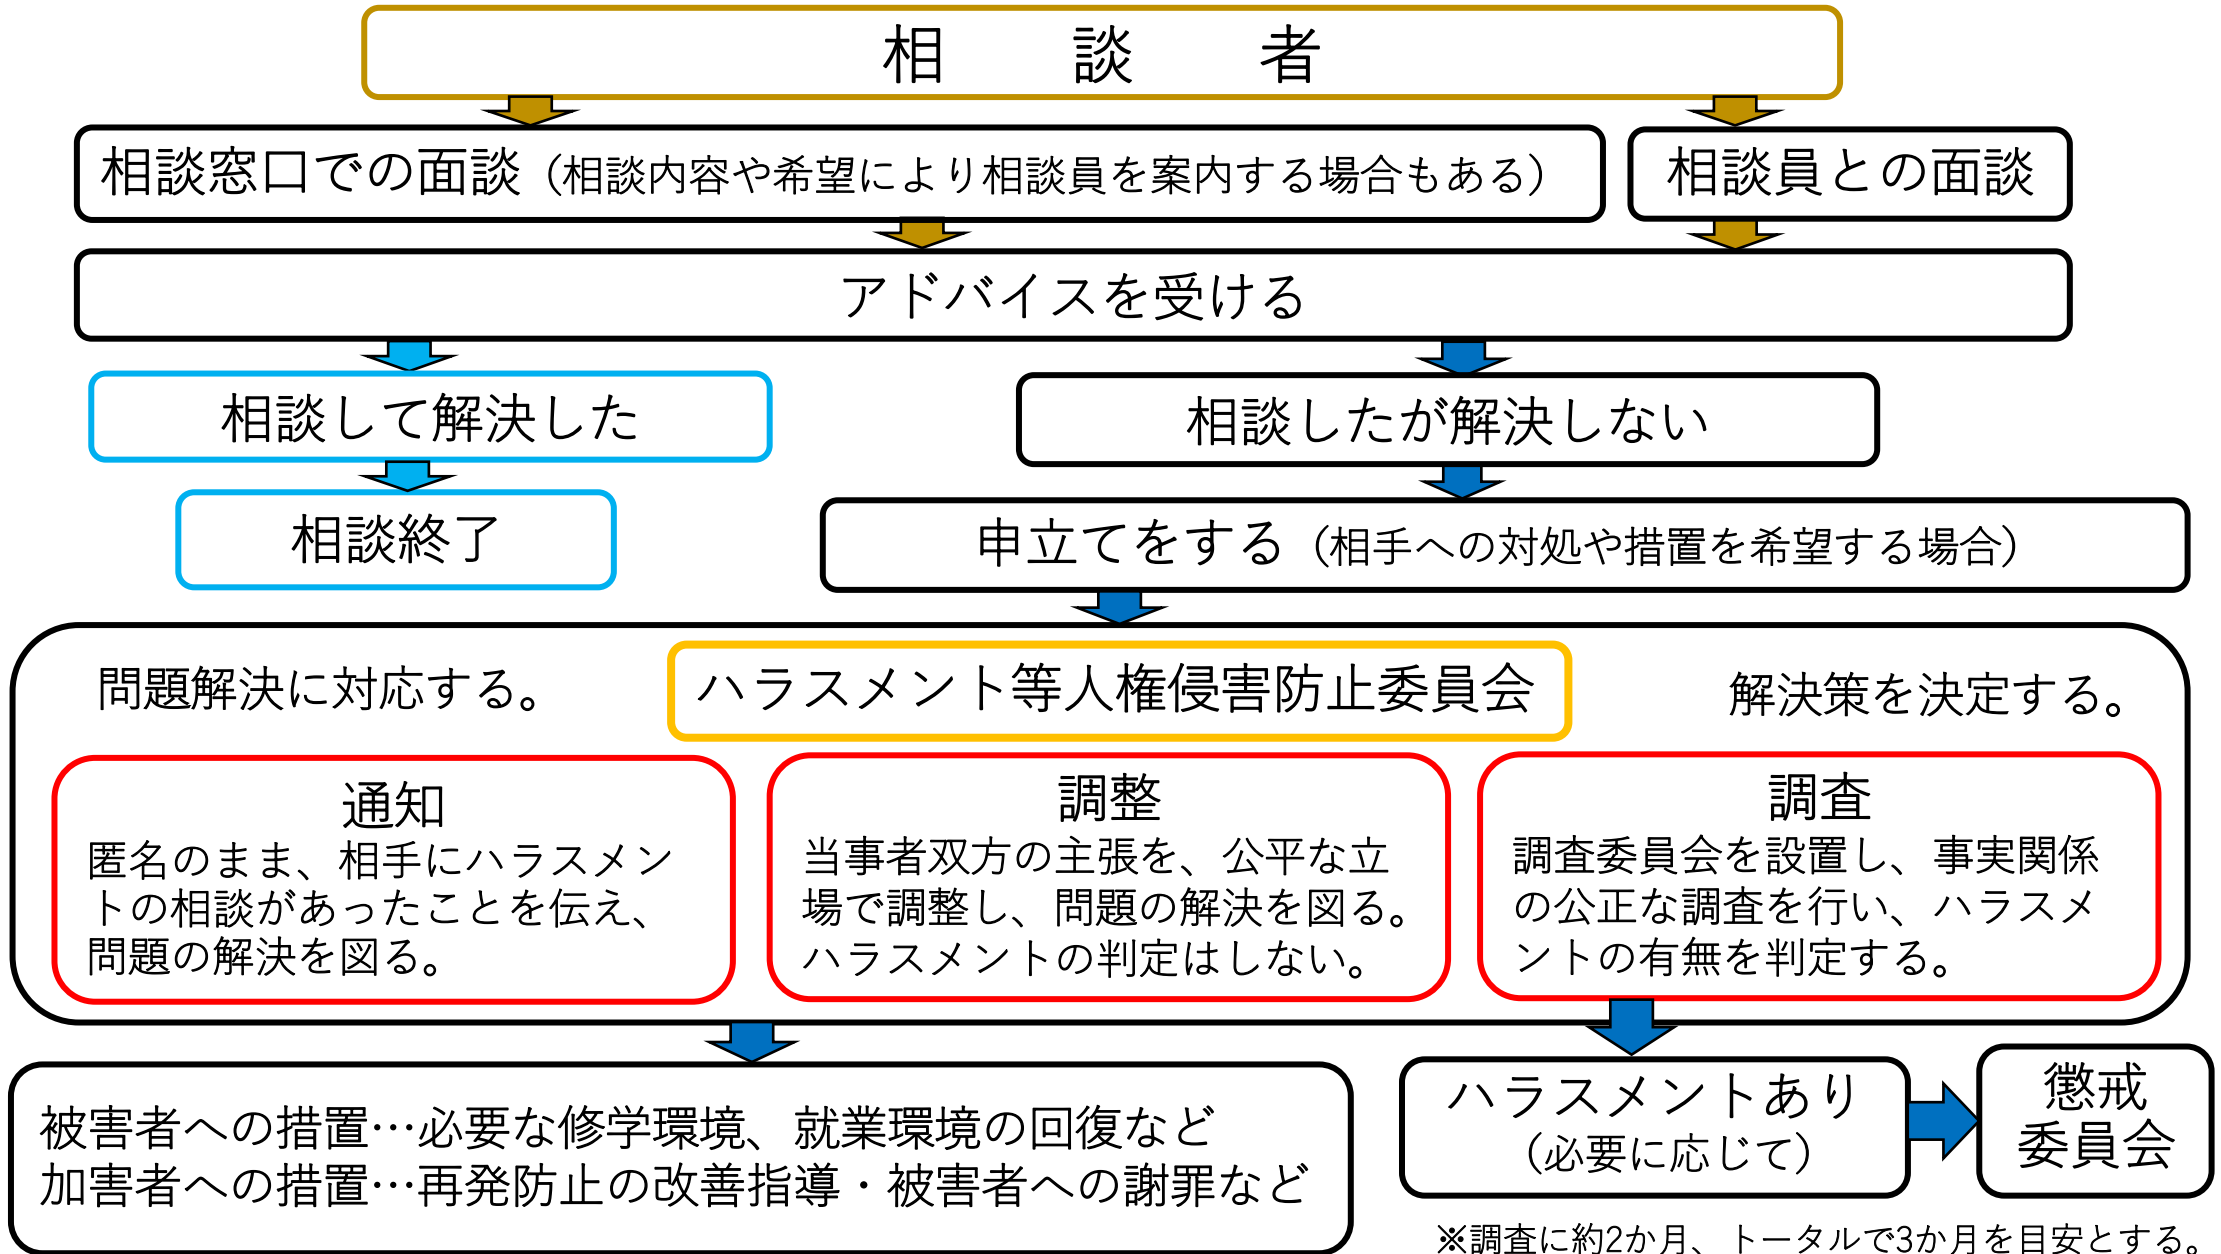 相談者
相談窓口での面談（相談内容や希望により相談員を案内する場合もある）
相談員との面談
アドバイスを受ける
相談して解決した
相談したが解決しない
相談終了
申立てをする（相手への対処や措置を希望する場合）
問題解決に対応する。
ハラスメント等人権侵害防止委員会
解決策を決定する。
通知
匿名のまま、相手にハラスメン
トの相談があったことを伝え、
問題の解決を図る。
調整
当事者双方の主張を、公平な立
場で調整し、問題の解決を図る。
ハラスメントの判定はしない。
調査
調査委員会を設置し、事実関係
の公正な調査を行い、ハラスメ
ントの有無を判定する。
被害者への措置…必要な修学環境、就業環境の回復など
加害者への措置…再発防止の改善指導・被害者への謝罪など
ハラスメントあり
（必要に応じて）
懲戒
委員会
※調査に約2か月、トータルで3か月を目安とする。